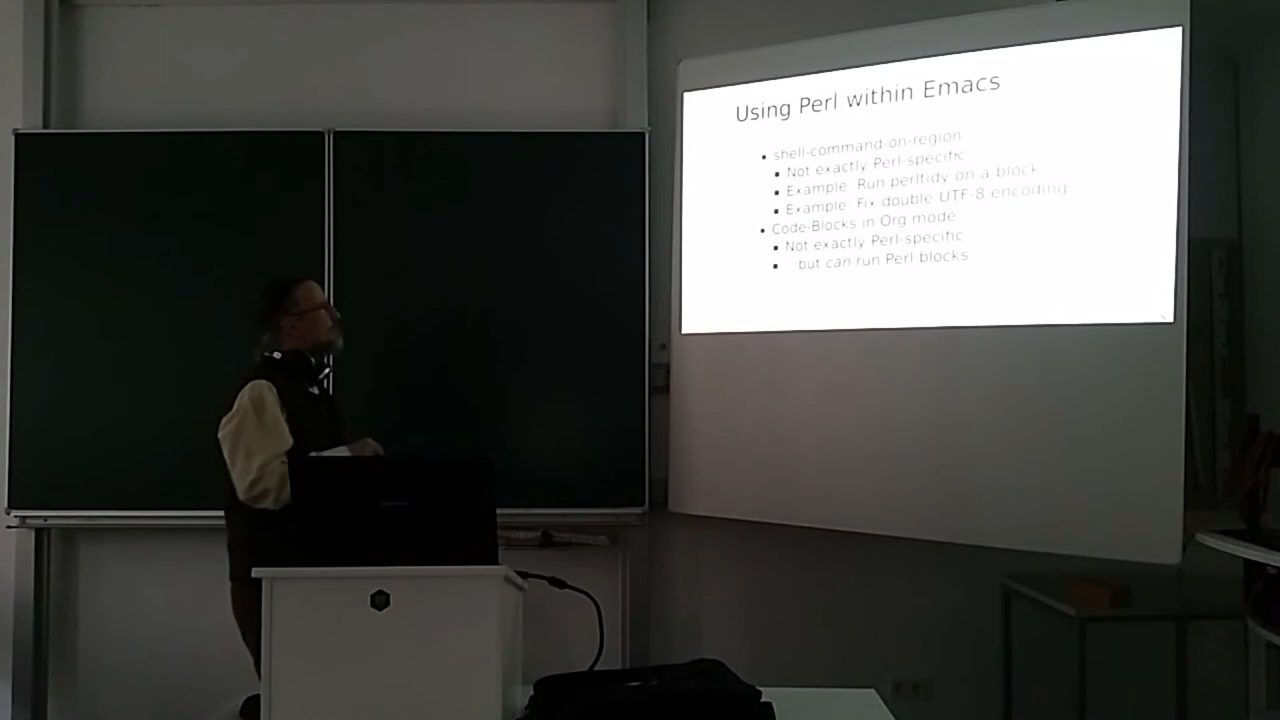 Using Perl within Emacs
shell-command-on-region
Not exactly Perl-specific
Example: Run perltidy on a block
Example: Fix double UTF-8 encoding
Code-Blocks in Org mode
Not exactly Perl-specific
...but can run Perl blocks